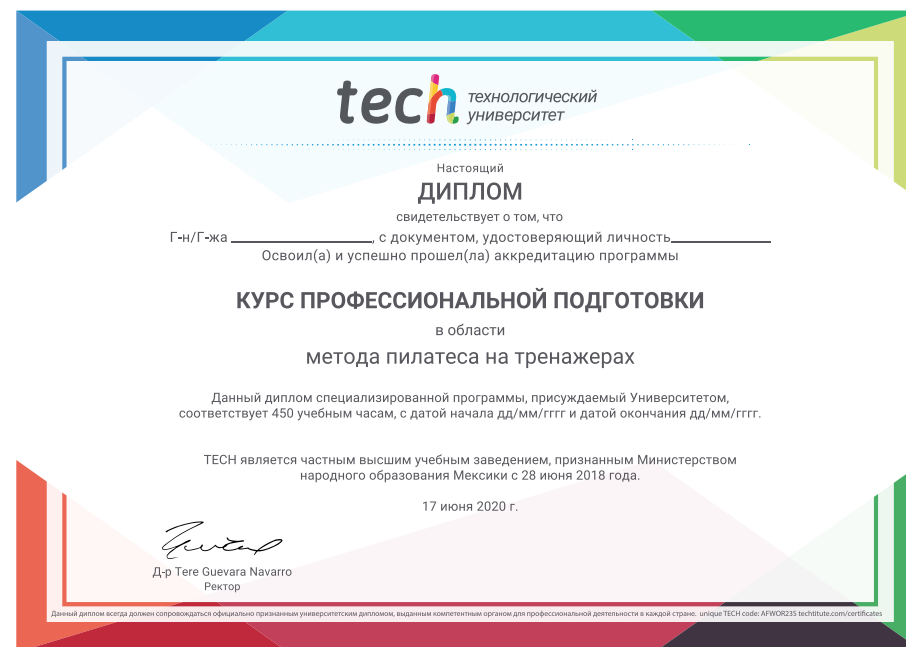 tech технологический
университет
Настоящий
ДИПЛОМ
свидетельствует о том, что
Г-н/Г-жа ____________, с документом, удостоверяющий личность____________
Освоил(а) и успешно прошел(ла) аккредитацию программы
КУРС ПРОФЕССИОНАЛЬНОЙ ПОДГОТОВКИ
в области
метода пилатеса на тренажерах
Данный диплом специализированной программы, присуждаемый Университетом,
соответствует 450 учебным часам, с датой начала дд/мм/гггг и датой окончания дд/мм/гггг.
TECH является частным высшим учебным заведением, признанным Министерством
народного образования Мексики с 28 июня 2018 года.
17 июня 2020 г.
Д-р Tere Guevara Navarro
Ректор
Данный диплом всегда должен сопровождаться официально признанным университетским дипломом, выданным компетентным органом для профессиональной деятельности в каждой стране. unique TECH code: AFWOR23S techtitute.com/certificates